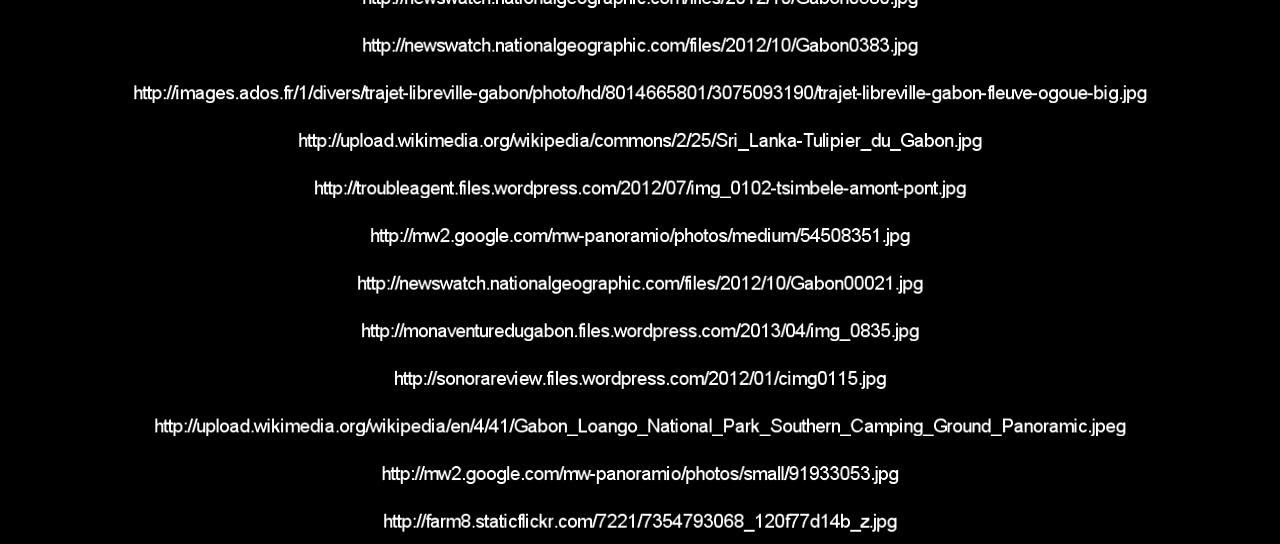 http://newswatch.nationalgeographic.com/files/2012/10/Gabon0383.jpg
http://images.ados.fr/1/divers/trajet-libreville-gabon/photo/hd/8014665801/3075093190/trajet-libreville-gabon-fleuve-ogoue-big.jpg
http://upload.wikimedia.org/wikipedia/commons/2/25/Sri_Lanka-Tulipier_du_Gabon.jpg
http://troubleagent.files.wordpress.com/2012/07/img_0102-tsimbele-amont-pont.jpg
http://mw2.google.com/mw-panoramio/photos/medium/54508351.jpg
http://newswatch.nationalgeographic.com/files/2012/10/Gabon00021.jpg
http://monaventuredugabon.files.wordpress.com/2013/04/img_0835.jpg
http://sonorareview.files.wordpress.com/2012/01/cimg0115.jpg
http://upload.wikimedia.org/wikipedia/en/4/41/Gabon_Loango_National_Park_Southern_Camping_Ground_Panoramic.jpeg
http://mw2.google.com/mw-panoramio/photos/small/91933053.jpg
http://farm8.staticflickr.com/7221/7354793068_120f77d14b_z.jpg